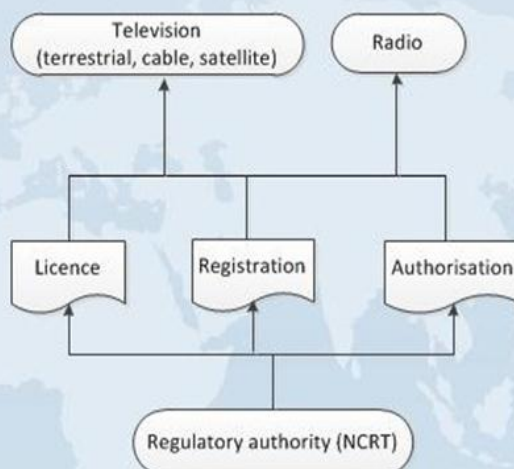 Television
(terrestrial, cable, satellite)
Radio
Licence
Registration
Authorisation
Regulatory authority (NCRT)